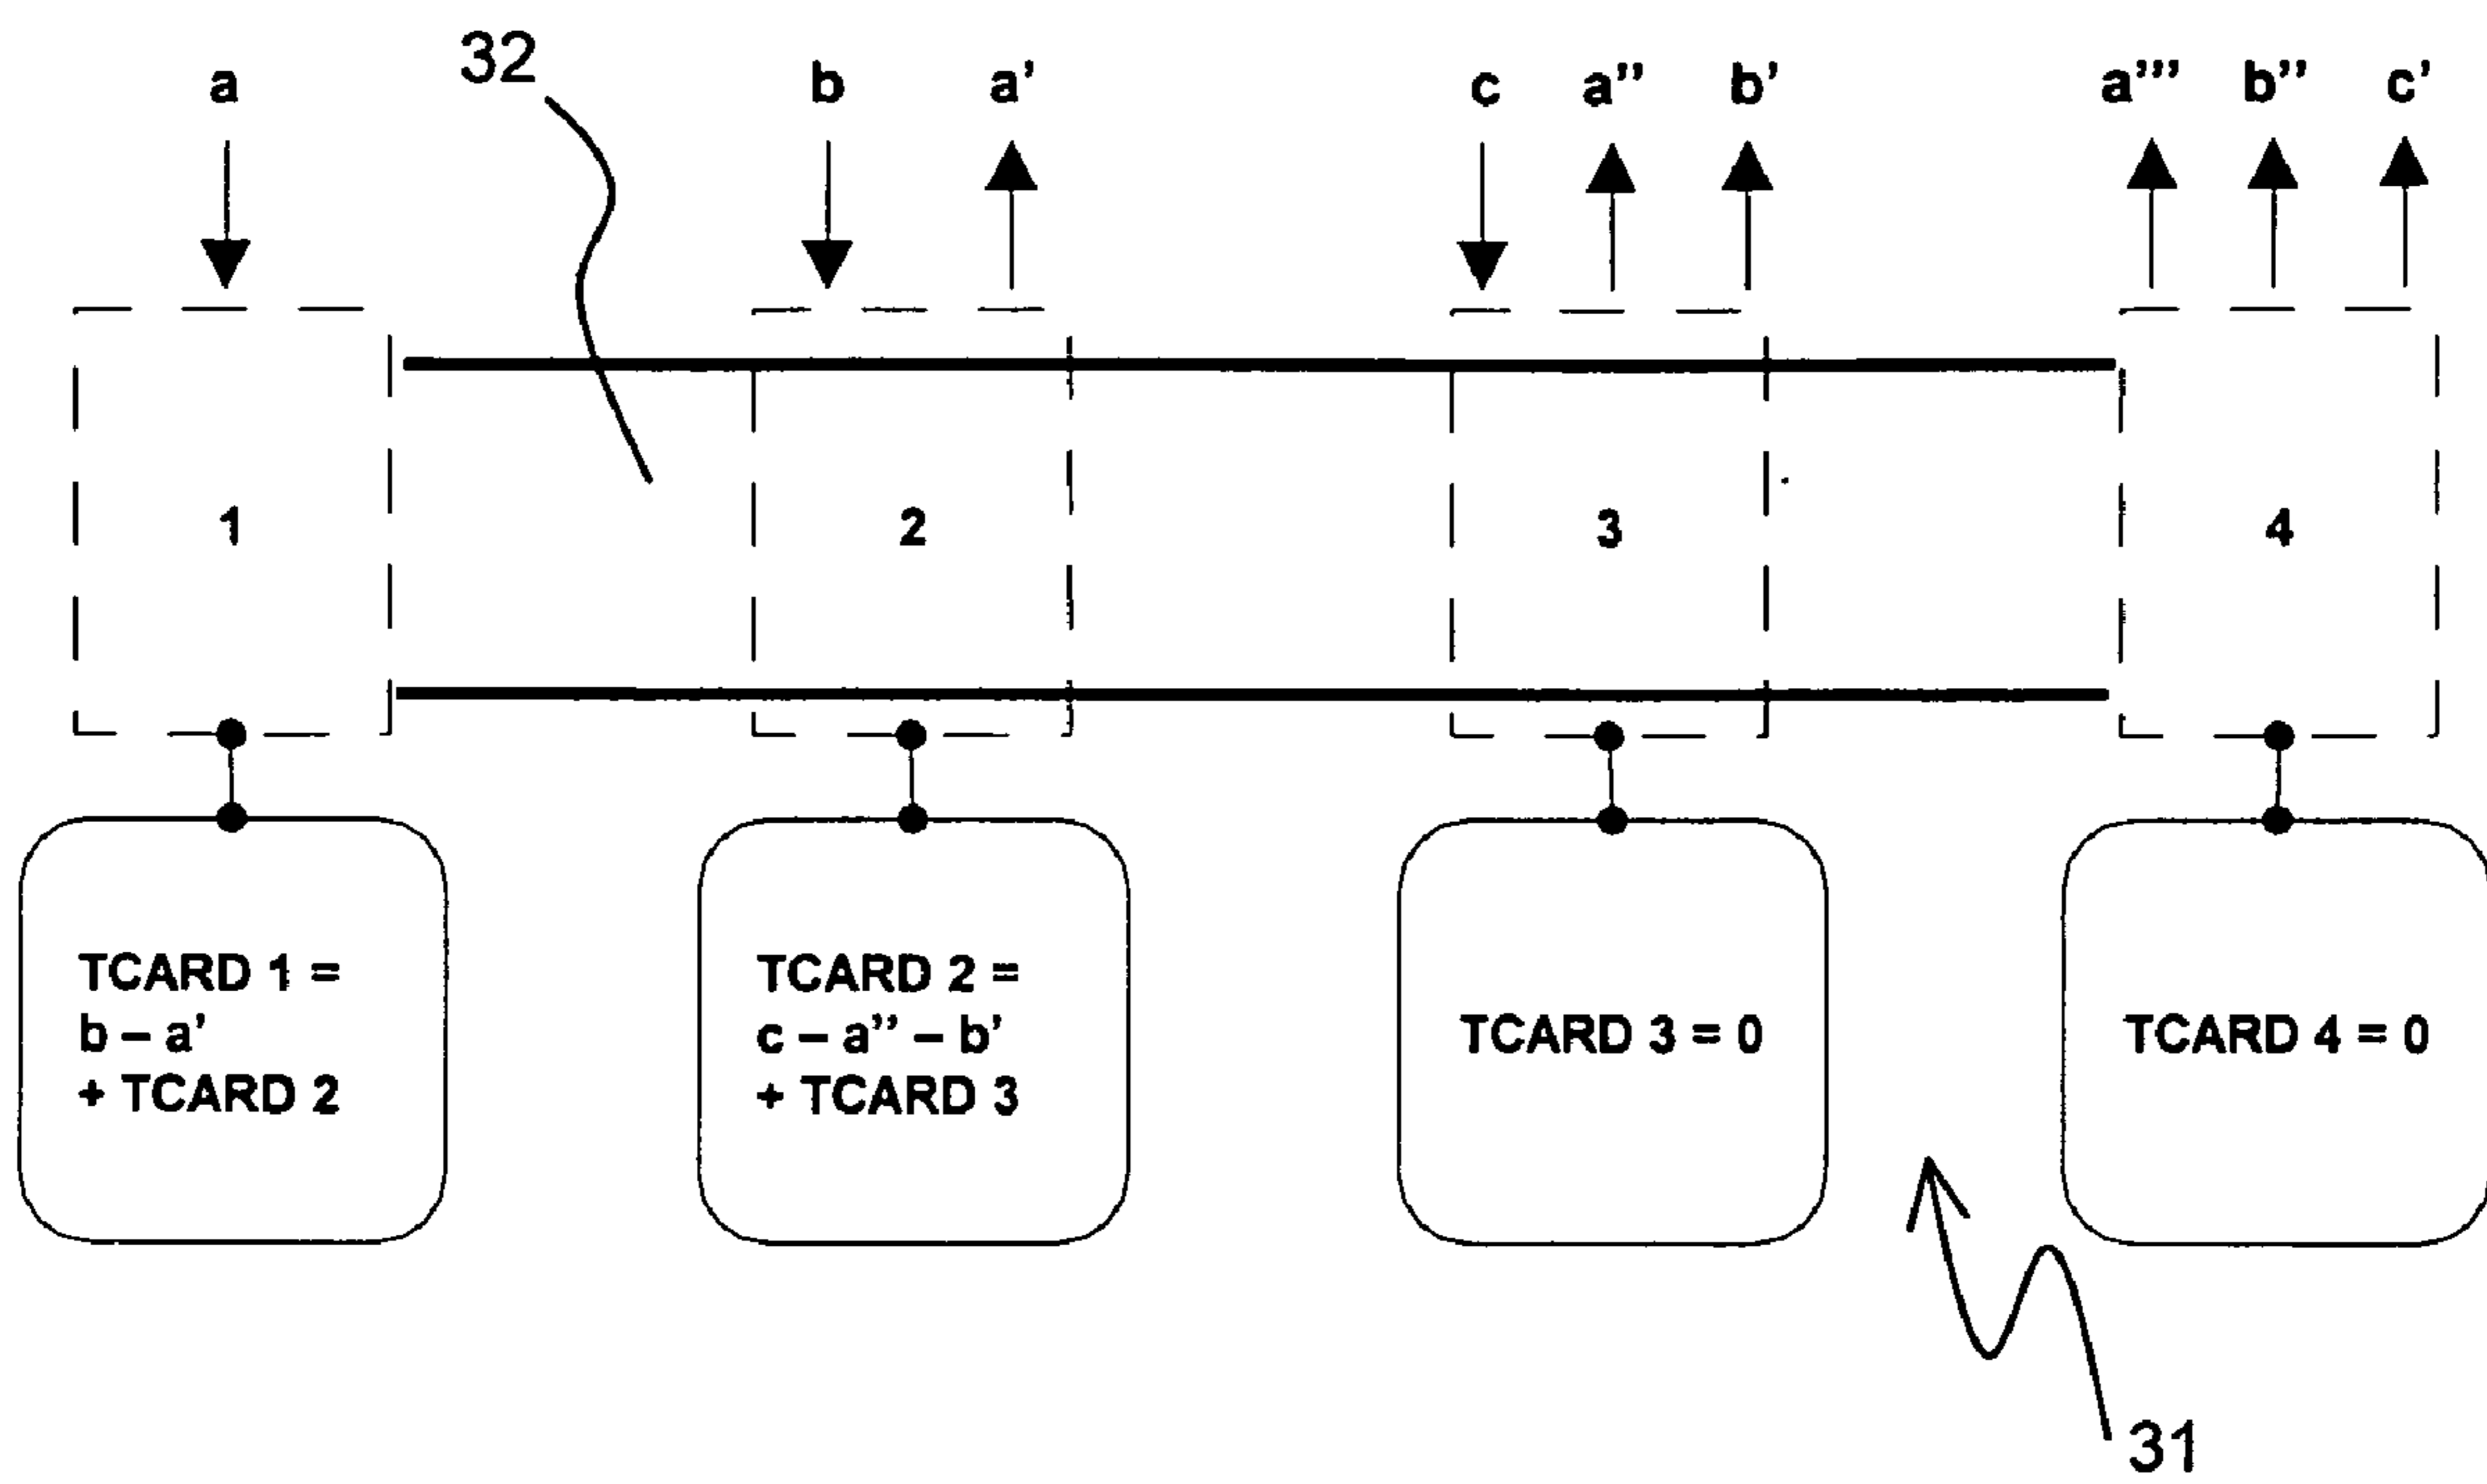 32
a
b a’
c a’’ b’
a’’’ b’’ c’
1
2
3
4
TCARD 1 =
b – a’
+ TCARD 2
TCARD 2 =
c – a’’ – b’
+ TCARD 3
TCARD 3 = 0
TCARD 4 = 0
31